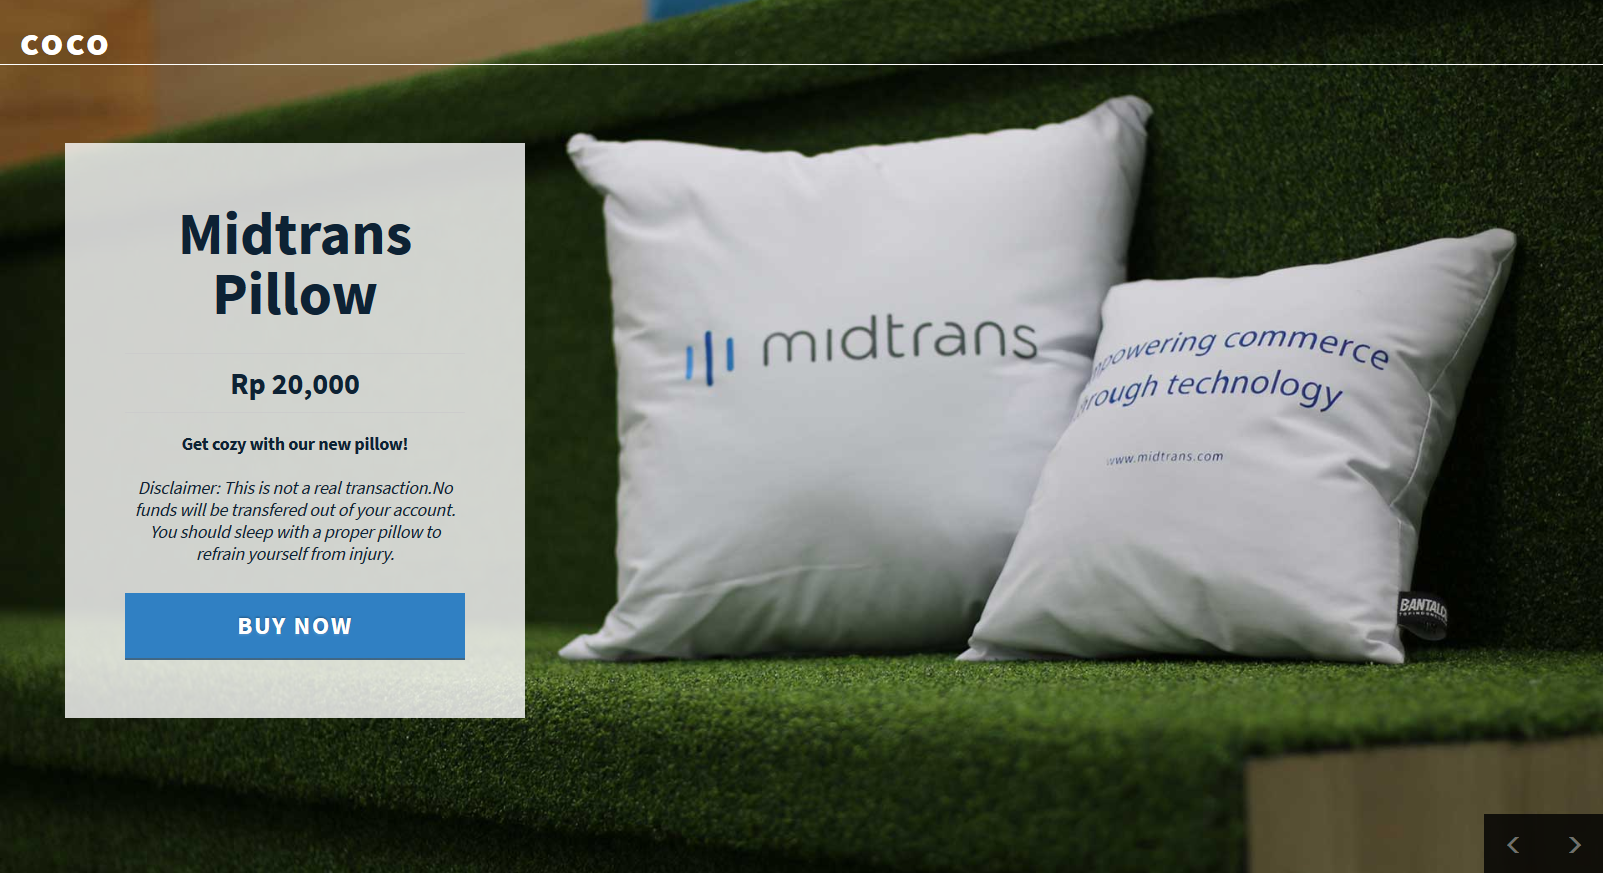 coco
Midtrans
Pillow
Rp 20,000
Get cozy with our new pillow!
Disclaimer: This is not a real transaction.No
funds will be transfered out of your account.
You should sleep with a proper pillow to
refrain yourself from injury.
BUY NOW
midtrans
commerce
technology
www.midtrans.com